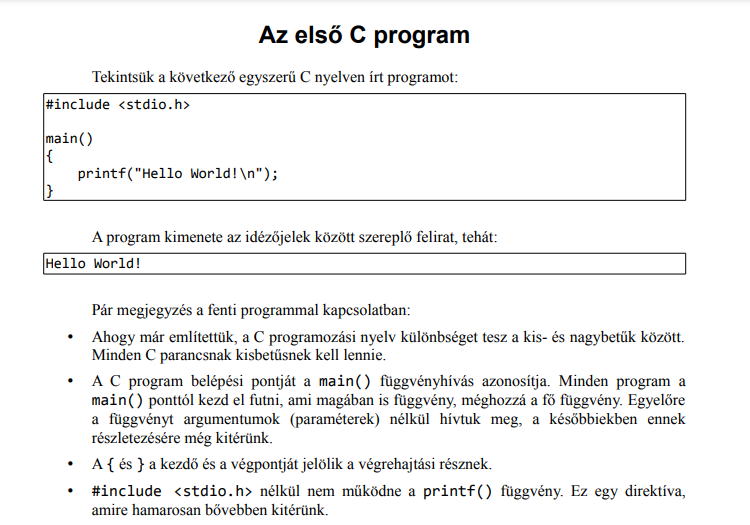 Az első C program
Tekintsük a következő egyszerű C nyelven írt programot:
#include <stdio.h>
main()
{
    printf("Hello World!\n");
}
A program kimenete az idézőjelek között szereplő felirat, tehát:
Hello World!
Pár megjegyzés a fenti programmal kapcsolatban:
• Ahogy már említettük, a C programozási nyelv különbséget tesz a kis- és nagybetűk között.
Minden C parancsnak kisbetűsnek kell lennie.
• A C program belépési pontját a main() függvényhívás azonosítja. Minden program a
main() ponttól kezd el futni, ami magában is függvény, méghozzá a fő függvény. Egyelőre
a függvényt argumentumok (paraméterek) nélkül hívtuk meg, a későbbiekben ennek
részletezésére még kitérünk.
• A { és } a kezdő és a végpontját jelölik a végrehajtási résznek.
• #include <stdio.h> nélkül nem működne a printf() függvény. Ez egy direktíva,
amire hamarosan bővebben kitérünk.